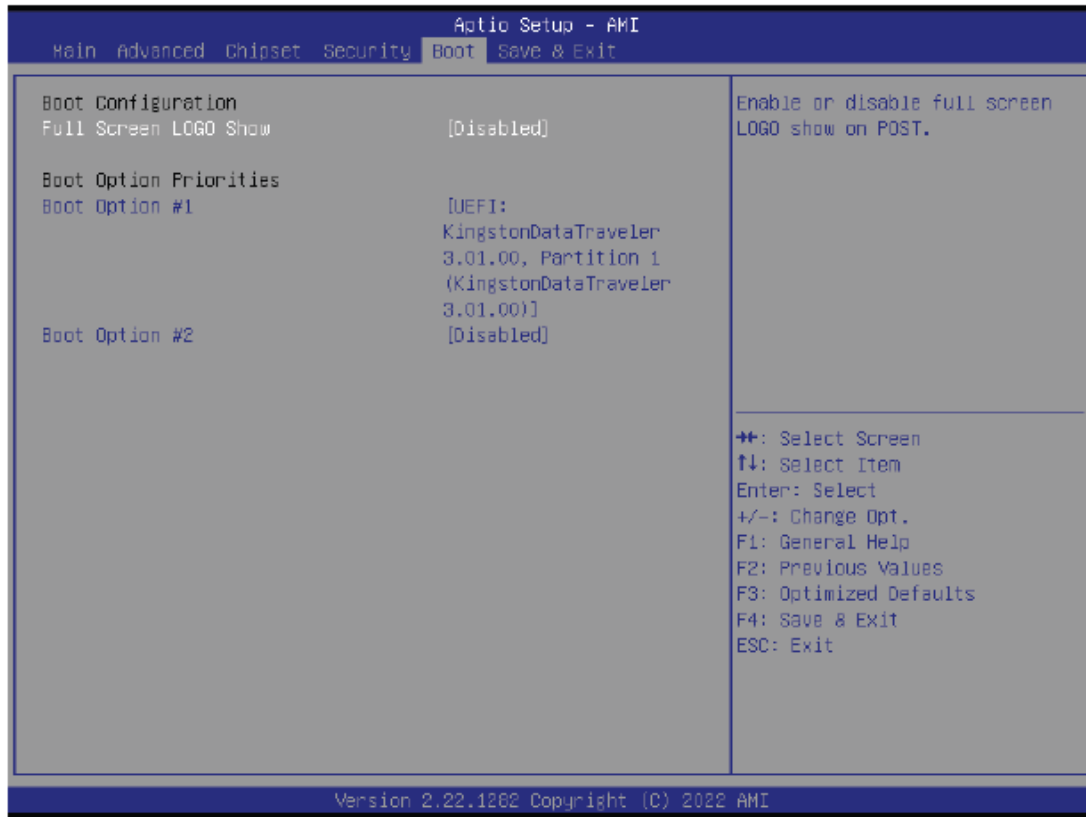 Aptio Setup - AMI
Main Advanced Chipset Security Boot Save & Exit
Boot Configuration
Full Screen LOGO Show [Disabled]
Boot Option Priorities
Boot Option #1 [UEFI:
KingstonDataTraveler
3.01.00, Partition 1
(KingstonDataTraveler
3.01.00)]
Boot Option #2 [Disabled]
Enable or disable full screen
LOGO show on POST.
→←: Select Screen
↑↓: Select Item
Enter: Select
+/-: Change Opt.
F1: General Help
F2: Previous Values
F3: Optimized Defaults
F4: Save & Exit
ESC: Exit
Version 2.22.1282 Copyright (C) 2022 AMI